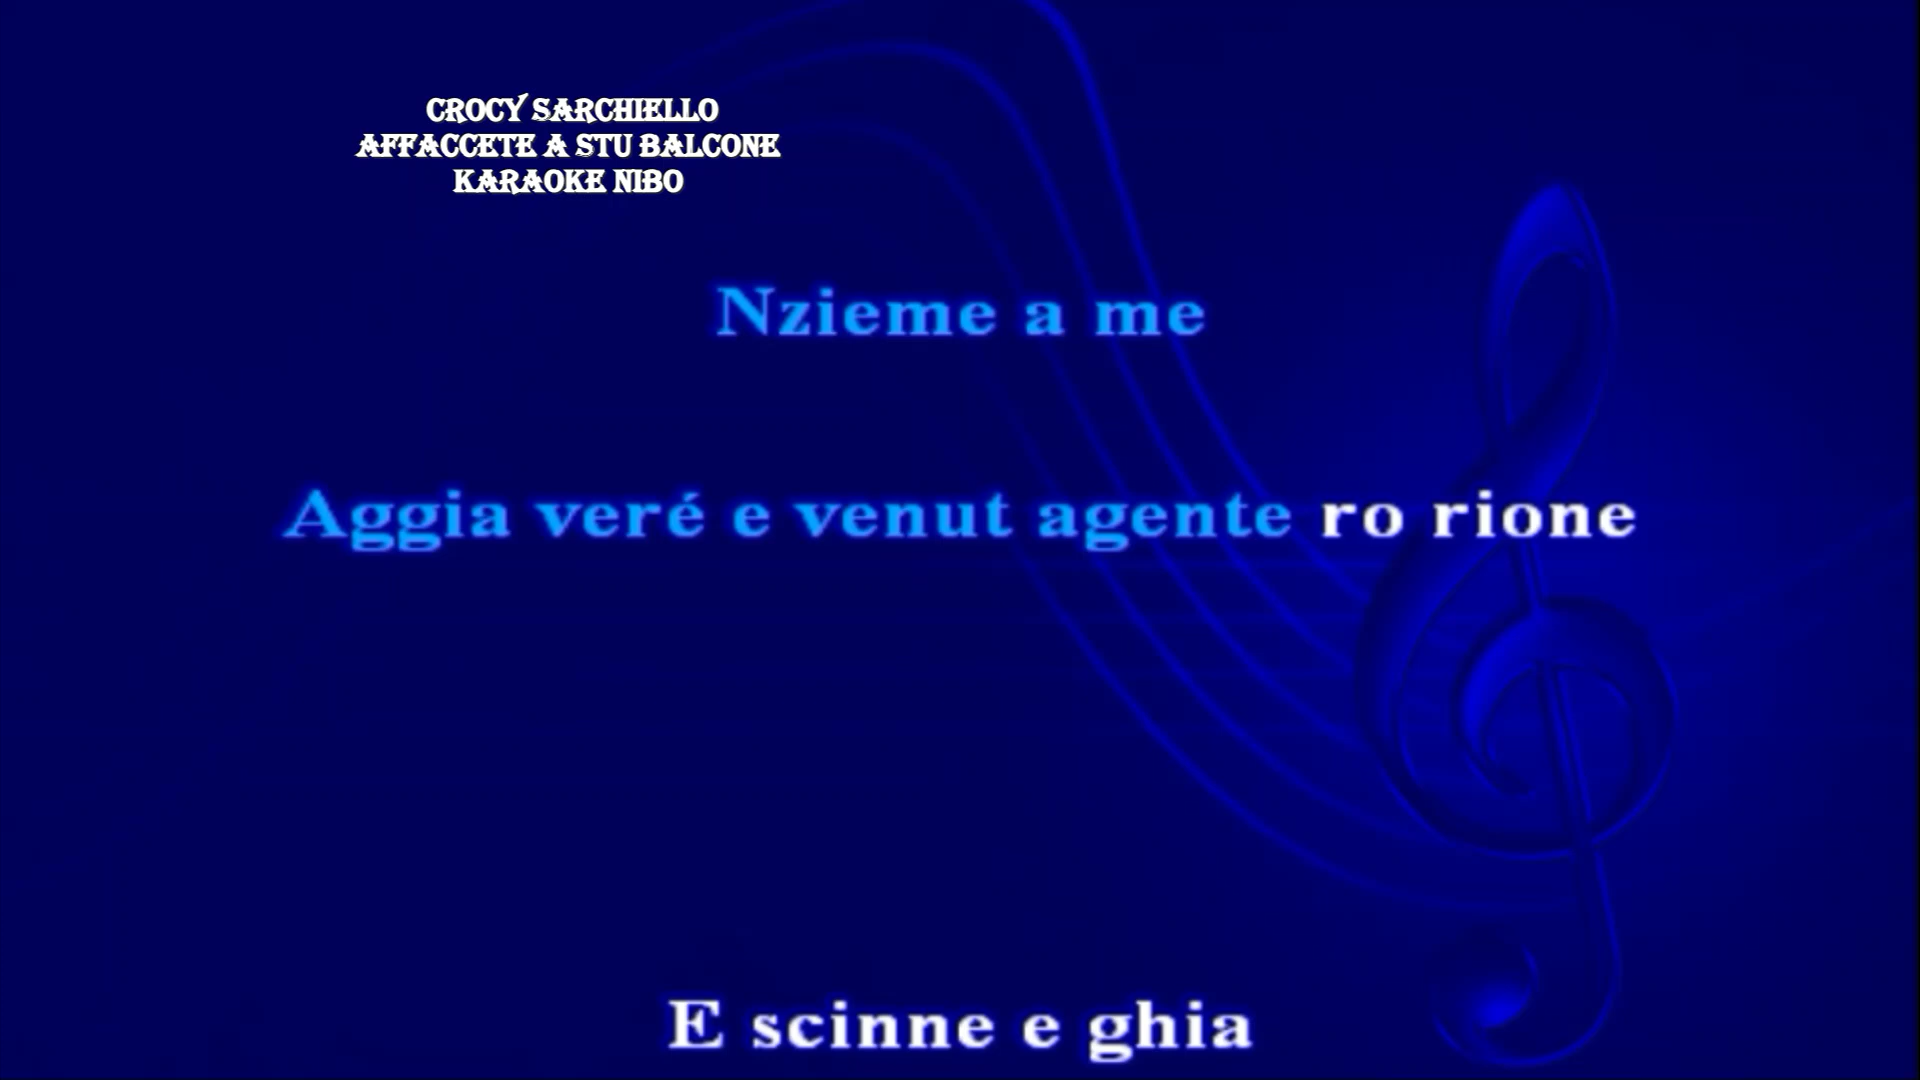 CROCY SARCHIELLO
AFFACCETE A STU BALCONE
KARAOKE NIBO
Nzieme a me
Aggia veré e venut agente ro rione
E scinne e ghia